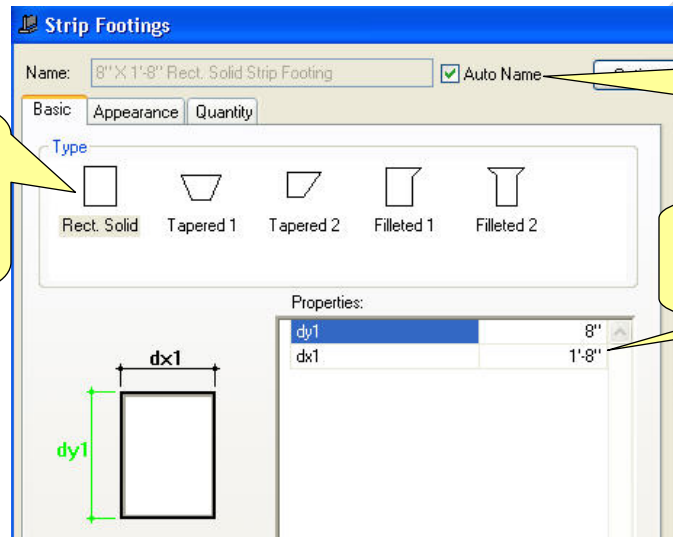 Strip Footings
Name: 8"X 1'-8" Rect. Solid Strip Footing Auto Name
Basic Appearance Quantity
Type
Rect. Solid Tapered 1 Tapered 2 Filleted 1 Filleted 2
Properties:
dy1 8"
dx1 1'-8"
dx1
dy1